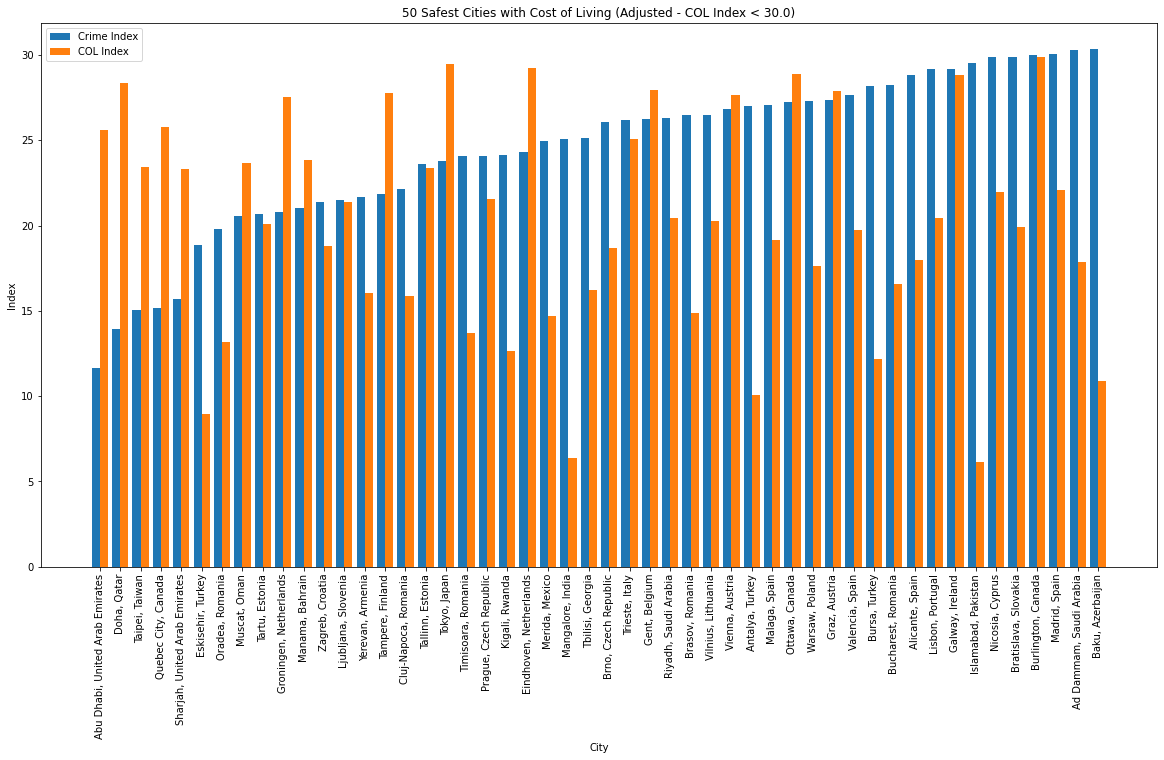 50 Safest Cities with Cost of Living (Adjusted - COL Index < 30.0)
Crime Index
COL Index
Index
30
25
20
15
10
5
0
Abu Dhabi, United Arab Emirates
Doha, Qatar
Taipei, Taiwan
Quebec City, Canada
Sharjah, United Arab Emirates
Eskisehir, Turkey
Oradea, Romania
Muscat, Oman
Tartu, Estonia
Groningen, Netherlands
Manama, Bahrain
Zagreb, Croatia
Ljubljana, Slovenia
Yerevan, Armenia
Tampere, Finland
Cluj-Napoca, Romania
Tallinn, Estonia
Tokyo, Japan
Timisoara, Romania
Prague, Czech Republic
Kigali, Rwanda
Eindhoven, Netherlands
Merida, Mexico
Mangalore, India
Tbilisi, Georgia
Brno, Czech Republic
Trieste, Italy
Gent, Belgium
Riyadh, Saudi Arabia
Brasov, Romania
Vilnius, Lithuania
Vienna, Austria
Antalya, Turkey
Malaga, Spain
Ottawa, Canada
Warsaw, Poland
Graz, Austria
Valencia, Spain
Bursa, Turkey
Bucharest, Romania
Alicante, Spain
Lisbon, Portugal
Galway, Ireland
Islamabad, Pakistan
Nicosia, Cyprus
Bratislava, Slovakia
Burlington, Canada
Madrid, Spain
Ad Dammam, Saudi Arabia
Baku, Azerbaijan
City